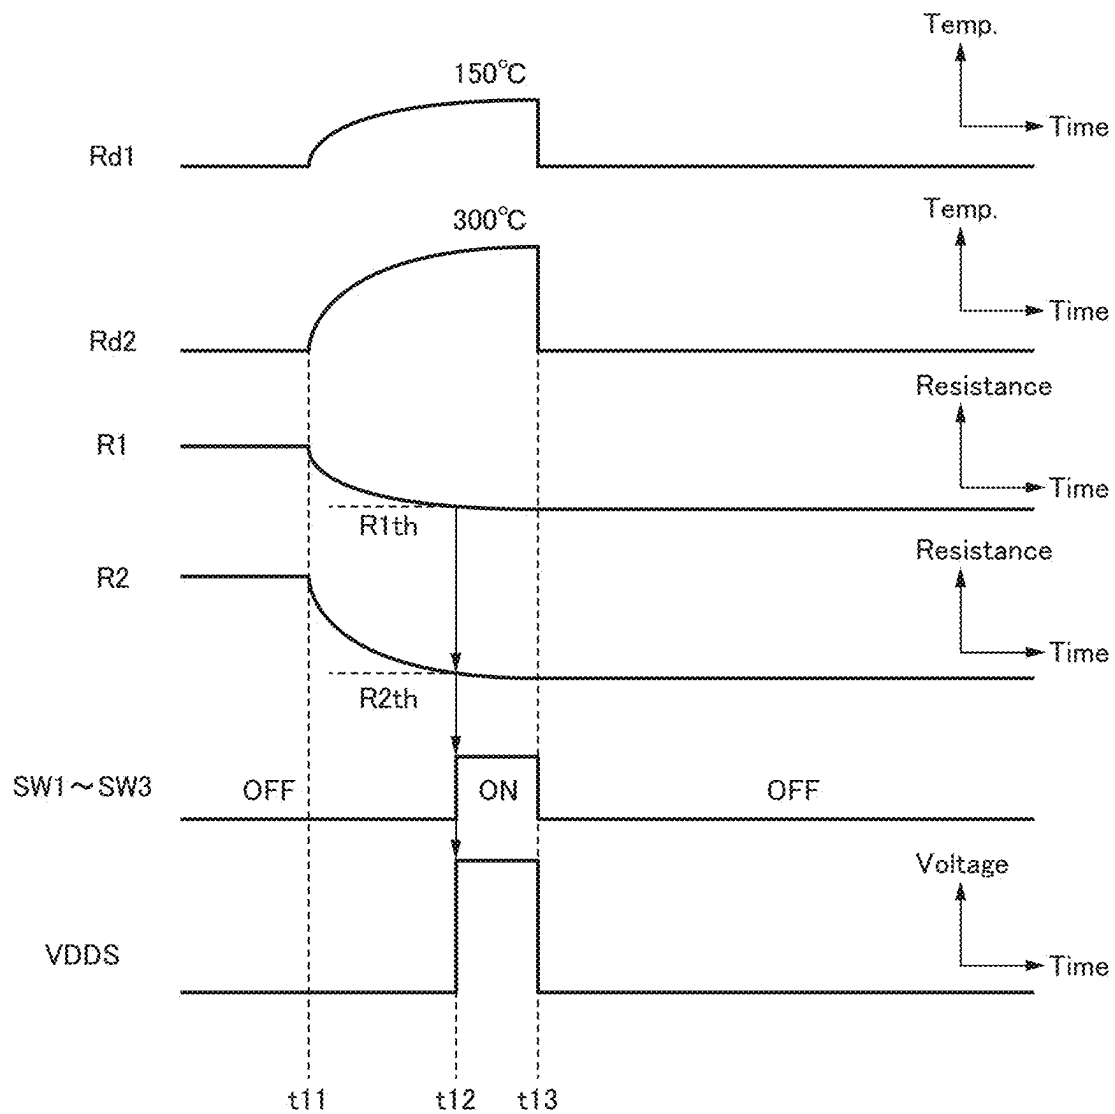 Temp.
150℃
Time
Rd1
Temp.
300℃
Time
Rd2
Resistance
R1
Time
R1th
Resistance
R2
Time
R2th
SW1～SW3
OFF
ON
OFF
Voltage
VDDS
Time
t11
t12
t13